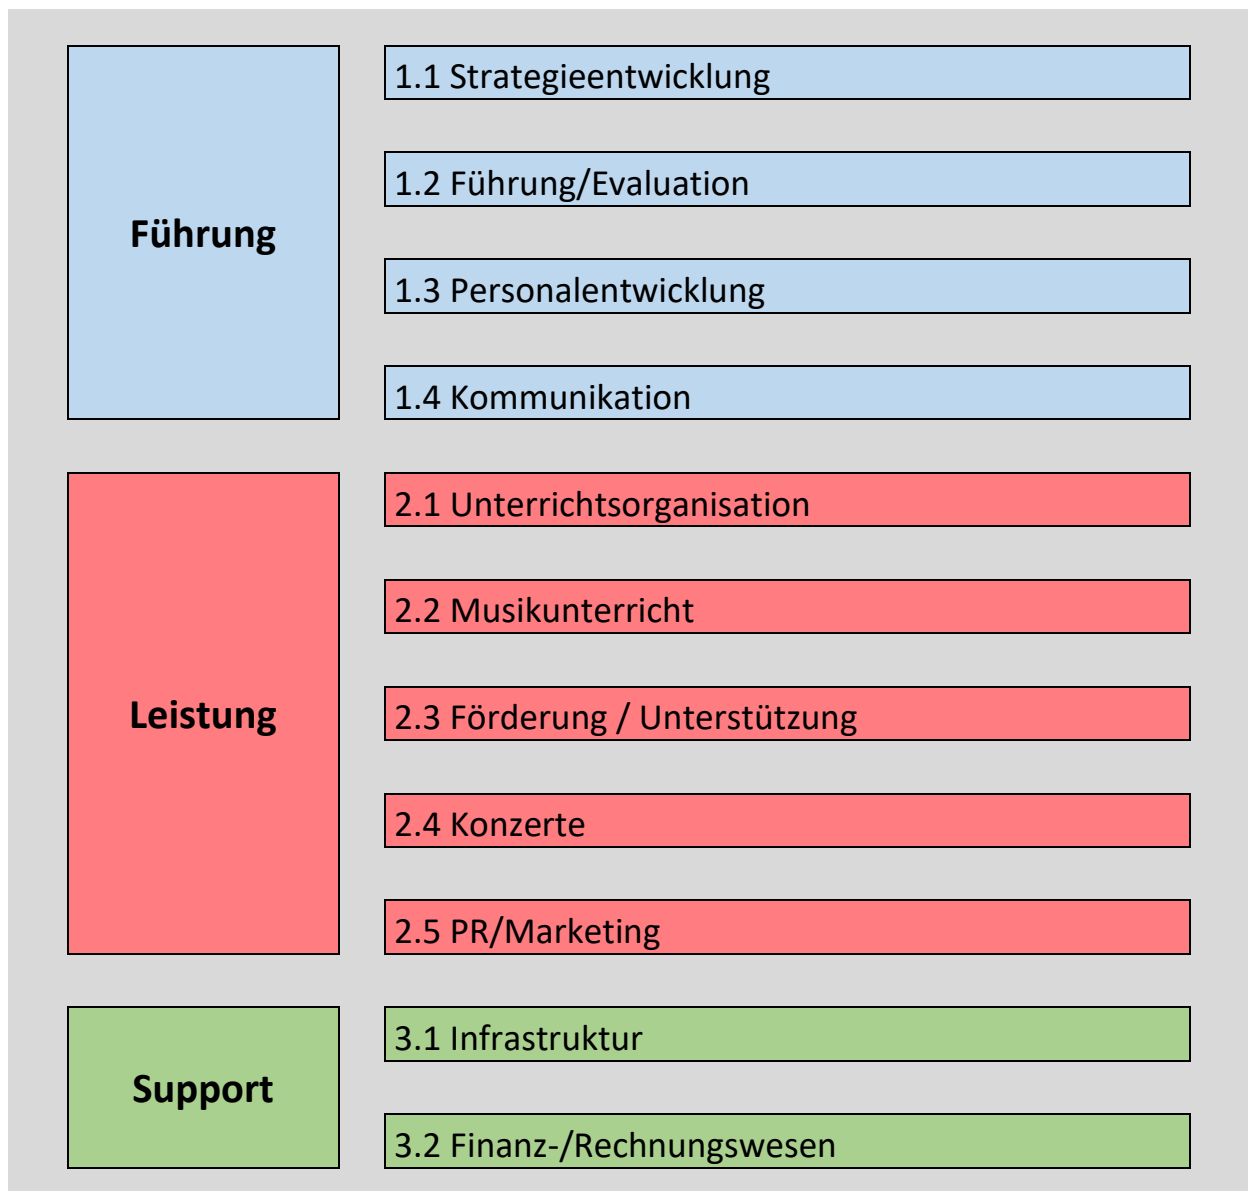 Führung
1.1 Strategieentwicklung
1.2 Führung/Evaluation
1.3 Personalentwicklung
1.4 Kommunikation
Leistung
2.1 Unterrichtsorganisation
2.2 Musikunterricht
2.3 Förderung / Unterstützung
2.4 Konzerte
2.5 PR/Marketing
Support
3.1 Infrastruktur
3.2 Finanz-/Rechnungswesen